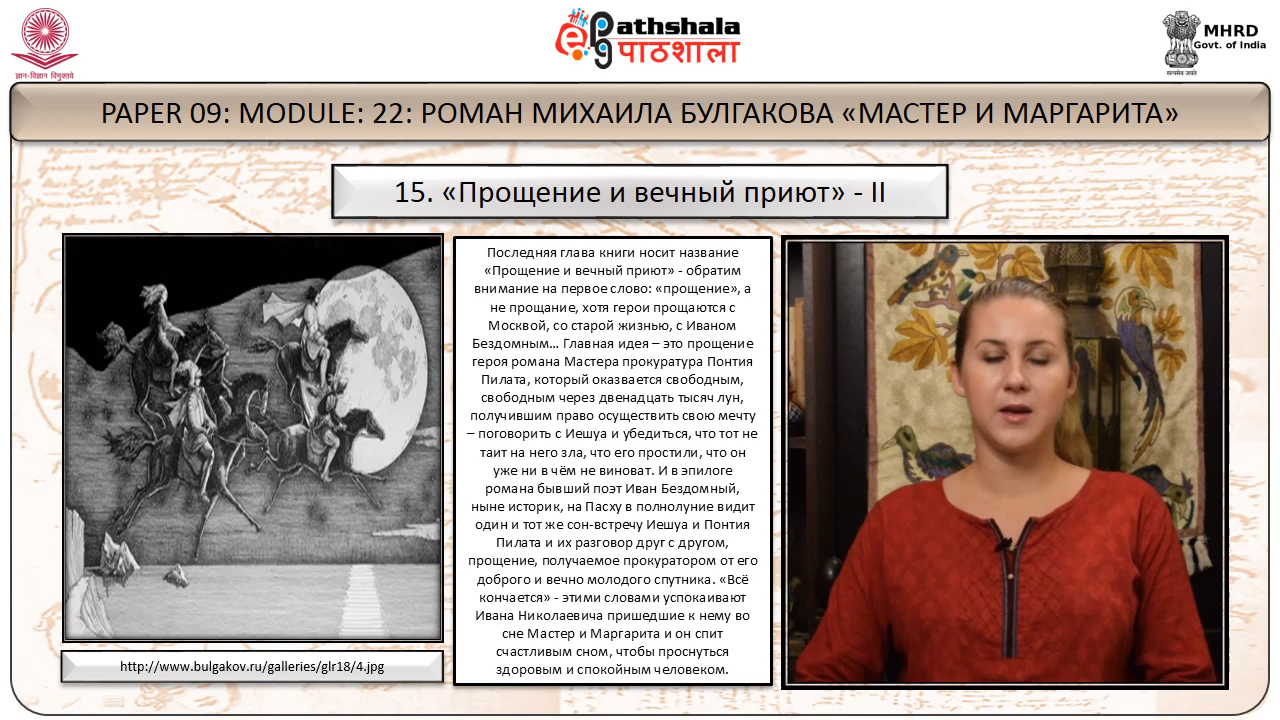 ज्ञान-विज्ञान विमुक्तये
ePathshala
पाठशाला
MHRD
Govt. of India
सत्यमेव जयते
PAPER 09: MODULE: 22: РОМАН МИХАИЛА БУЛГАКОВА «МАСТЕР И МАРГАРИТА»
15. «Прощение и вечный приют» - II
Последняя глава книги носит название
«Прощение и вечный приют» - обратим
внимание на первое слово: «прощение», а
не прощание, хотя герои прощаются с
Москвой, со старой жизнью, с Иваном
Бездомным... Главная идея – это прощение
героя романа Мастера прокуратура Понтия
Пилата, который оказвается свободным,
свободным через двенадцать тысяч лун,
получившим право осуществить свою мечту
– поговорить с Иешуа и убедиться, что тот не
таит на него зла, что его простили, что он
уже ни в чём не виноват. И в эпилоге
романа бывший поэт Иван Бездомный,
ныне историк, на Пасху в полнолуние видит
один и тот же сон-встречу Иешуа и Понтия
Пилата и их разговор друг с другом,
прощение, получаемое прокуратором от его
доброго и вечно молодого спутника. «Всё
кончается» - этими словами успокаивают
Ивана Николаевича пришедшие к нему во
сне Мастер и Маргарита и он спит
счастливым сном, чтобы проснуться
здоровым и спокойным человеком.
http://www.bulgakov.ru/galleries/glr18/4.jpg